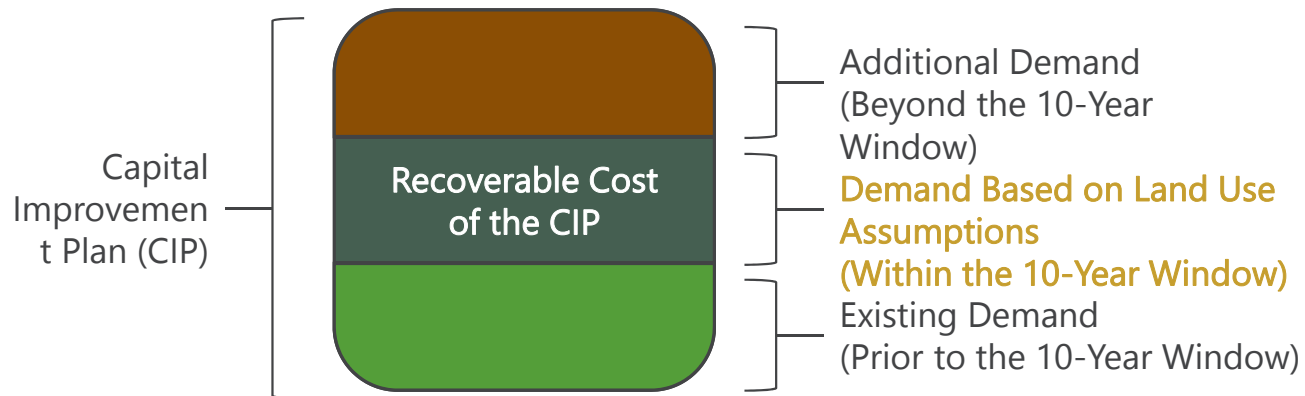 Capital
Improvemen
t Plan (CIP)
Recoverable Cost
of the CIP
Additional Demand
(Beyond the 10-Year
Window)
Demand Based on Land Use
Assumptions
(Within the 10-Year Window)
Existing Demand
(Prior to the 10-Year Window)